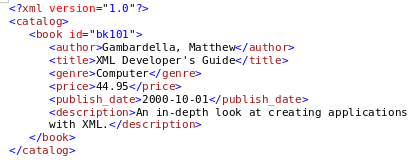 <?xml version="1.0"?>
<catalog>
   <book id="bk101">
      <author>Gambardella, Matthew</author>
      <title>XML Developer's Guide</title>
      <genre>Computer</genre>
      <price>44.95</price>
      <publish_date>2000-10-01</publish_date>
      <description>An in-depth look at creating applications
      with XML.</description>
   </book>
</catalog>